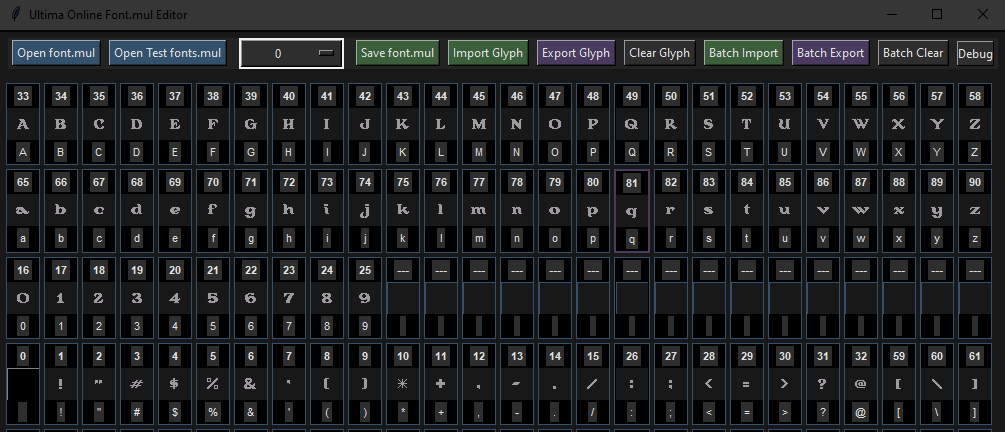 Ultima Online Font.mul Editor
Open font.mul Open Test fonts.mul 0 Save font.mul Import Glyph Export Glyph Clear Glyph Batch Import Batch Export Batch Clear Debug
33 34 35 36 37 38 39 40 41 42 43 44 45 46 47 48 49 50 51 52 53 54 55 56 57 58
A B C D E F G H I J K L M N O P Q R S T U V W X Y Z
A B C D E F G H I J K L M N O P Q R S T U V W X Y Z
65 66 67 68 69 70 71 72 73 74 75 76 77 78 79 80 81 82 83 84 85 86 87 88 89 90
a b c d e f g h i j k l m n o p q r s t u v w x y z
a b c d e f g h i j k l m n o p q r s t u v w x y z
16 17 18 19 20 21 22 23 24 25 --- --- --- --- --- --- --- --- --- --- --- --- --- --- --- ---
0 1 2 3 4 5 6 7 8 9
0 1 2 3 4 5 6 7 8 9
0 1 2 3 4 5 6 7 8 9 10 11 12 13 14 15 26 27 28 29 30 31 32 59 60 61
! " # $ % & ' ( ) * + , - . / : ; < = > ? @ [ \ ]
! " # $ % & ' ( ) * + , - . / : ; < = > ? @ [ \ ]